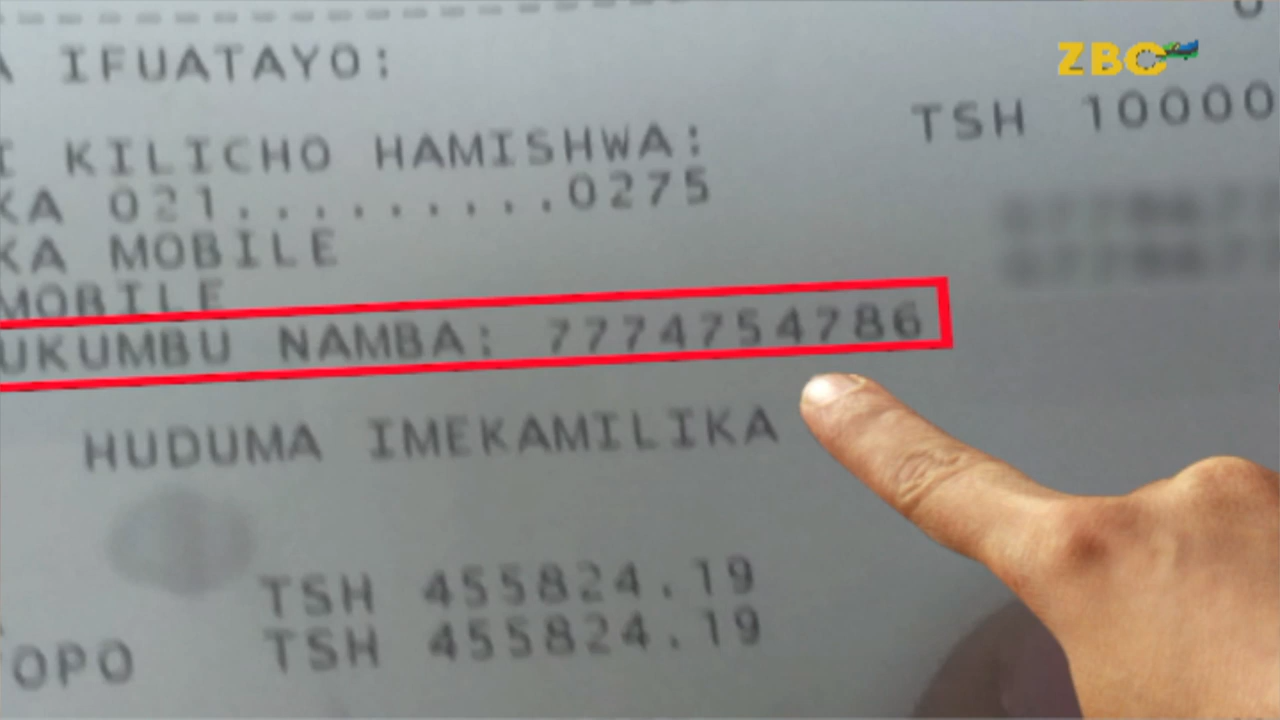 ZBC
IFUATAYO:
KILICHO HAMISHWA: TSH 10000
KA 021..........0275
KA MOBILE
MOBILE
UKUMBU NAMBA: 7774754786
HUDUMA IMEKAMILIKA
TSH 455824.19
OPO TSH 455824.19